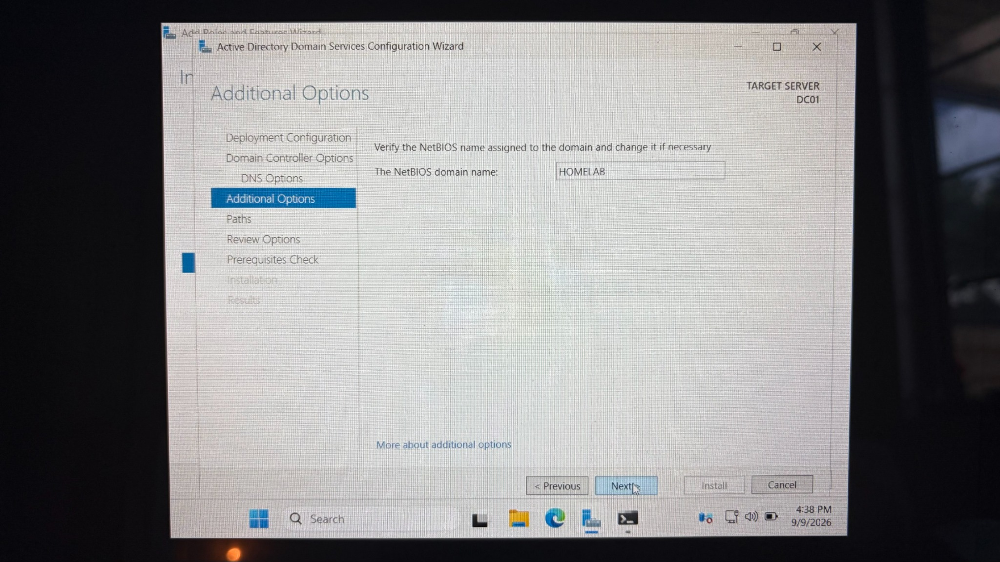 Add Roles and Features Wizard
Active Directory Domain Services Configuration Wizard
In
Additional Options
TARGET SERVER
DC01
Deployment Configuration
Domain Controller Options
DNS Options
Additional Options
Paths
Review Options
Prerequisites Check
Installation
Results
Verify the NetBIOS name assigned to the domain and change it if necessary
The NetBIOS domain name:
HOMELAB
More about additional options
< Previous
Next >
Install
Cancel
Search
4:38 PM
9/9/2026